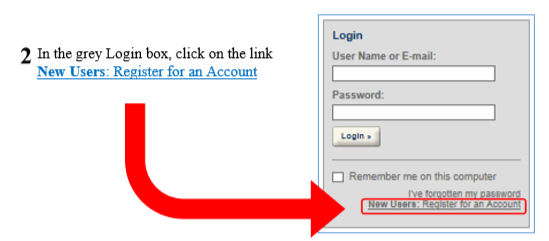 2 In the grey Login box, click on the link
New Users: Register for an Account
Login
User Name or E-mail:
Password:
Login »
Remember me on this computer
I've forgotten my password
New Users: Register for an Account